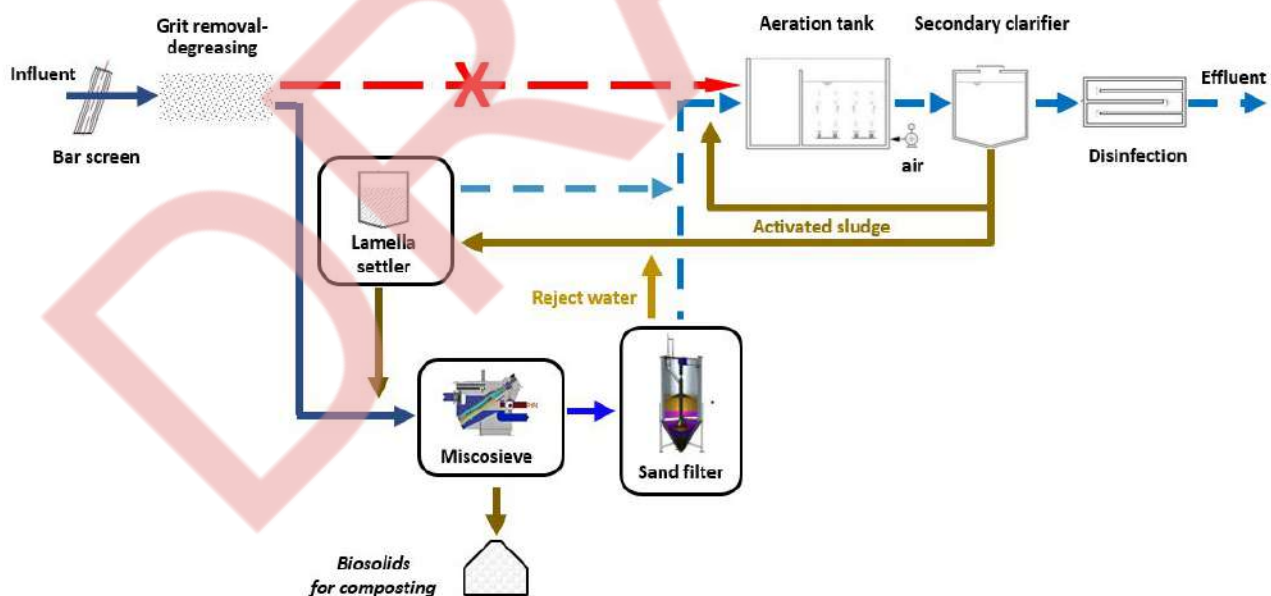 Grit removal-
degreasing
Aeration tank
Secondary clarifier
Influent
X
Effluent
Bar screen
air
Disinfection
Lamella
settler
Activated sludge
Reject water
Miscosieve
Sand filter
Biosolids
for composting
DRA